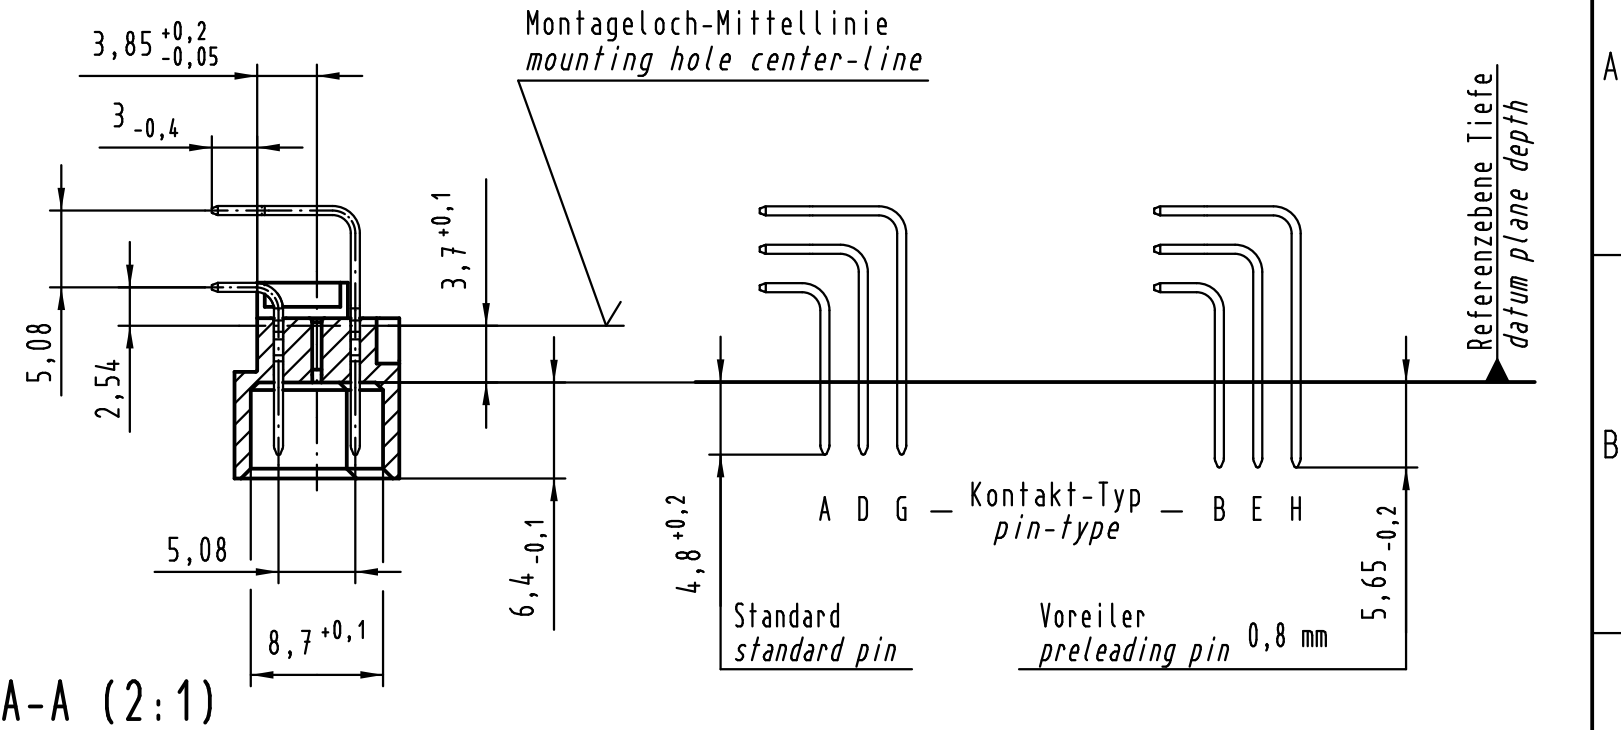 Montageloch-Mittellinie
mounting hole center-line
3,85 +0,2 -0,05
3 -0,4
5,08
2,54
3,7 +0,1
Referenzebene Tiefe
datum plane depth
A
B
A D G — Kontakt-Typ — B E H
pin-type
5,08
8,7 +0,1
6,4 -0,1
4,8 +0,2
5,65 -0,2
Standard
standard pin
Voreiler
preleading pin 0,8 mm
A-A (2:1)